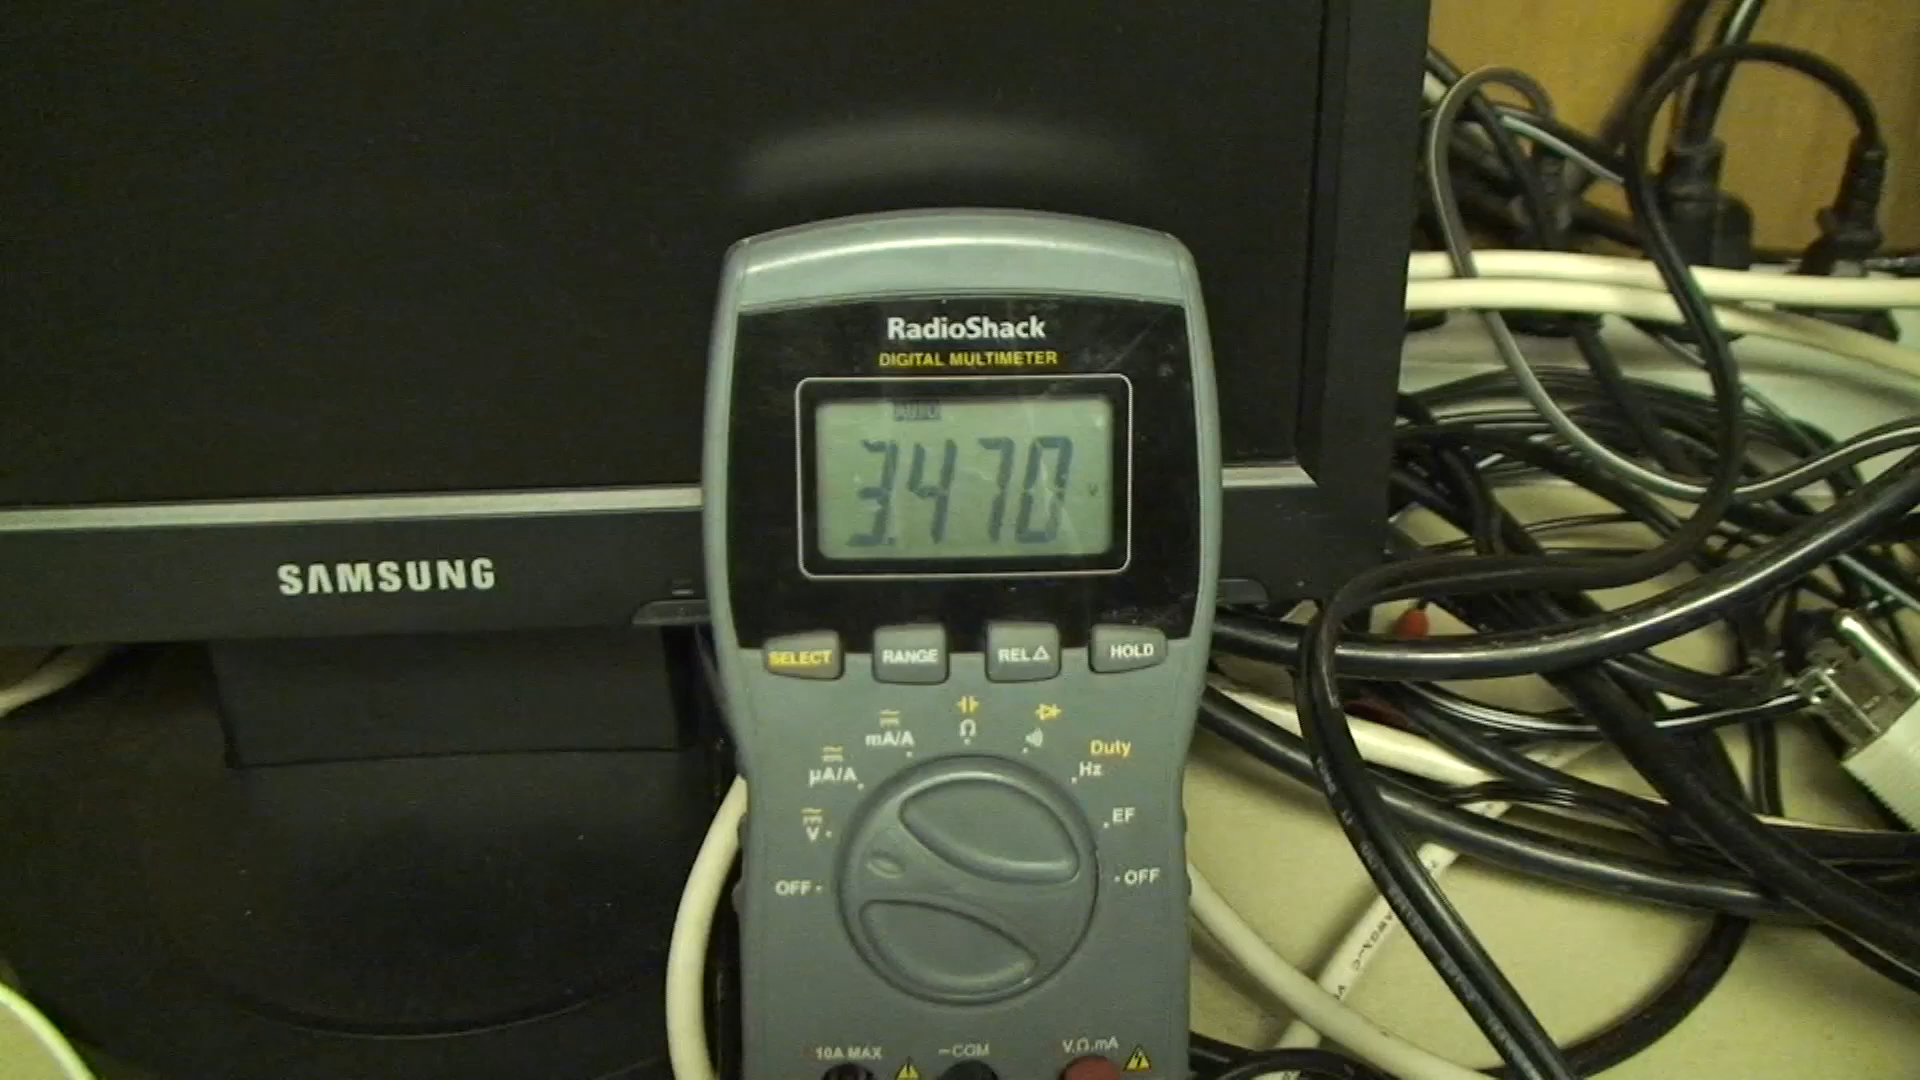 RadioShack
DIGITAL MULTIMETER
AUTO
3.470 V
SAMSUNG
SELECT RANGE REL△ HOLD
mA/A Ω
Duty
Hz
µA/A
V
EF
OFF
OFF
10A MAX COM V.Ω.mA